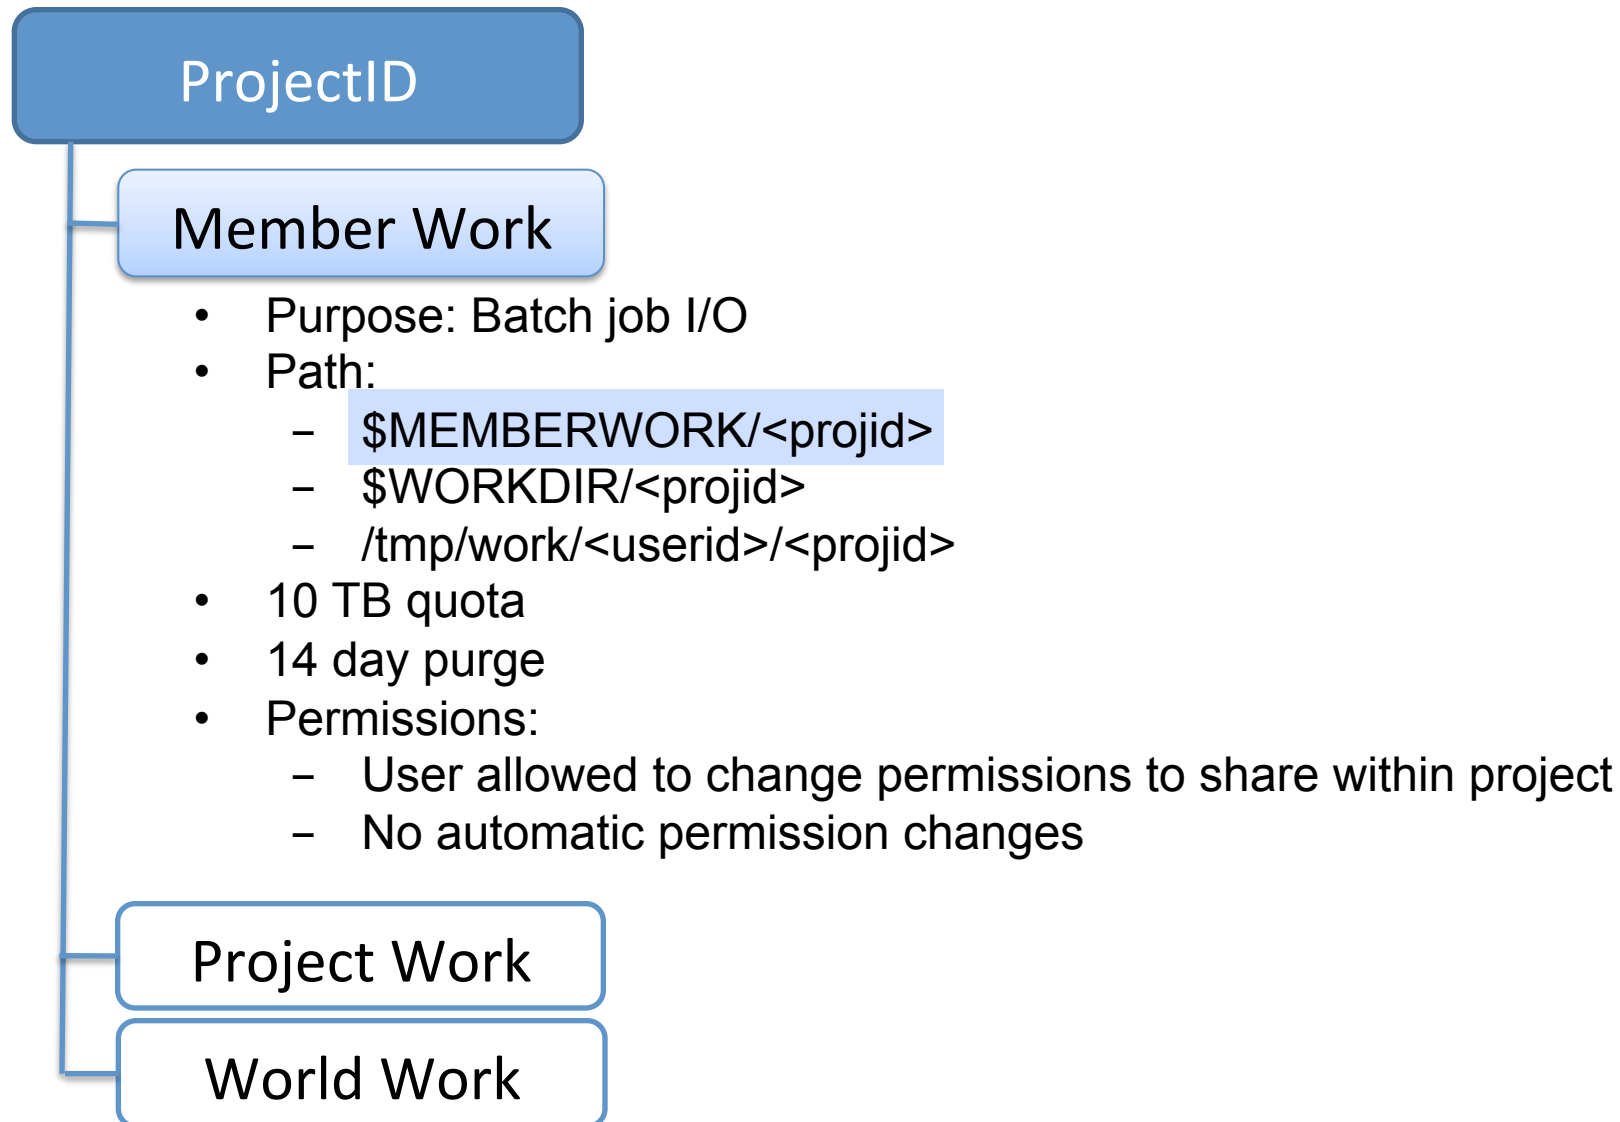 ProjectID
Member Work
• Purpose: Batch job I/O
• Path:
– $MEMBERWORK/<projid>
– $WORKDIR/<projid>
– /tmp/work/<userid>/<projid>
• 10 TB quota
• 14 day purge
• Permissions:
– User allowed to change permissions to share within project
– No automatic permission changes
Project Work
World Work